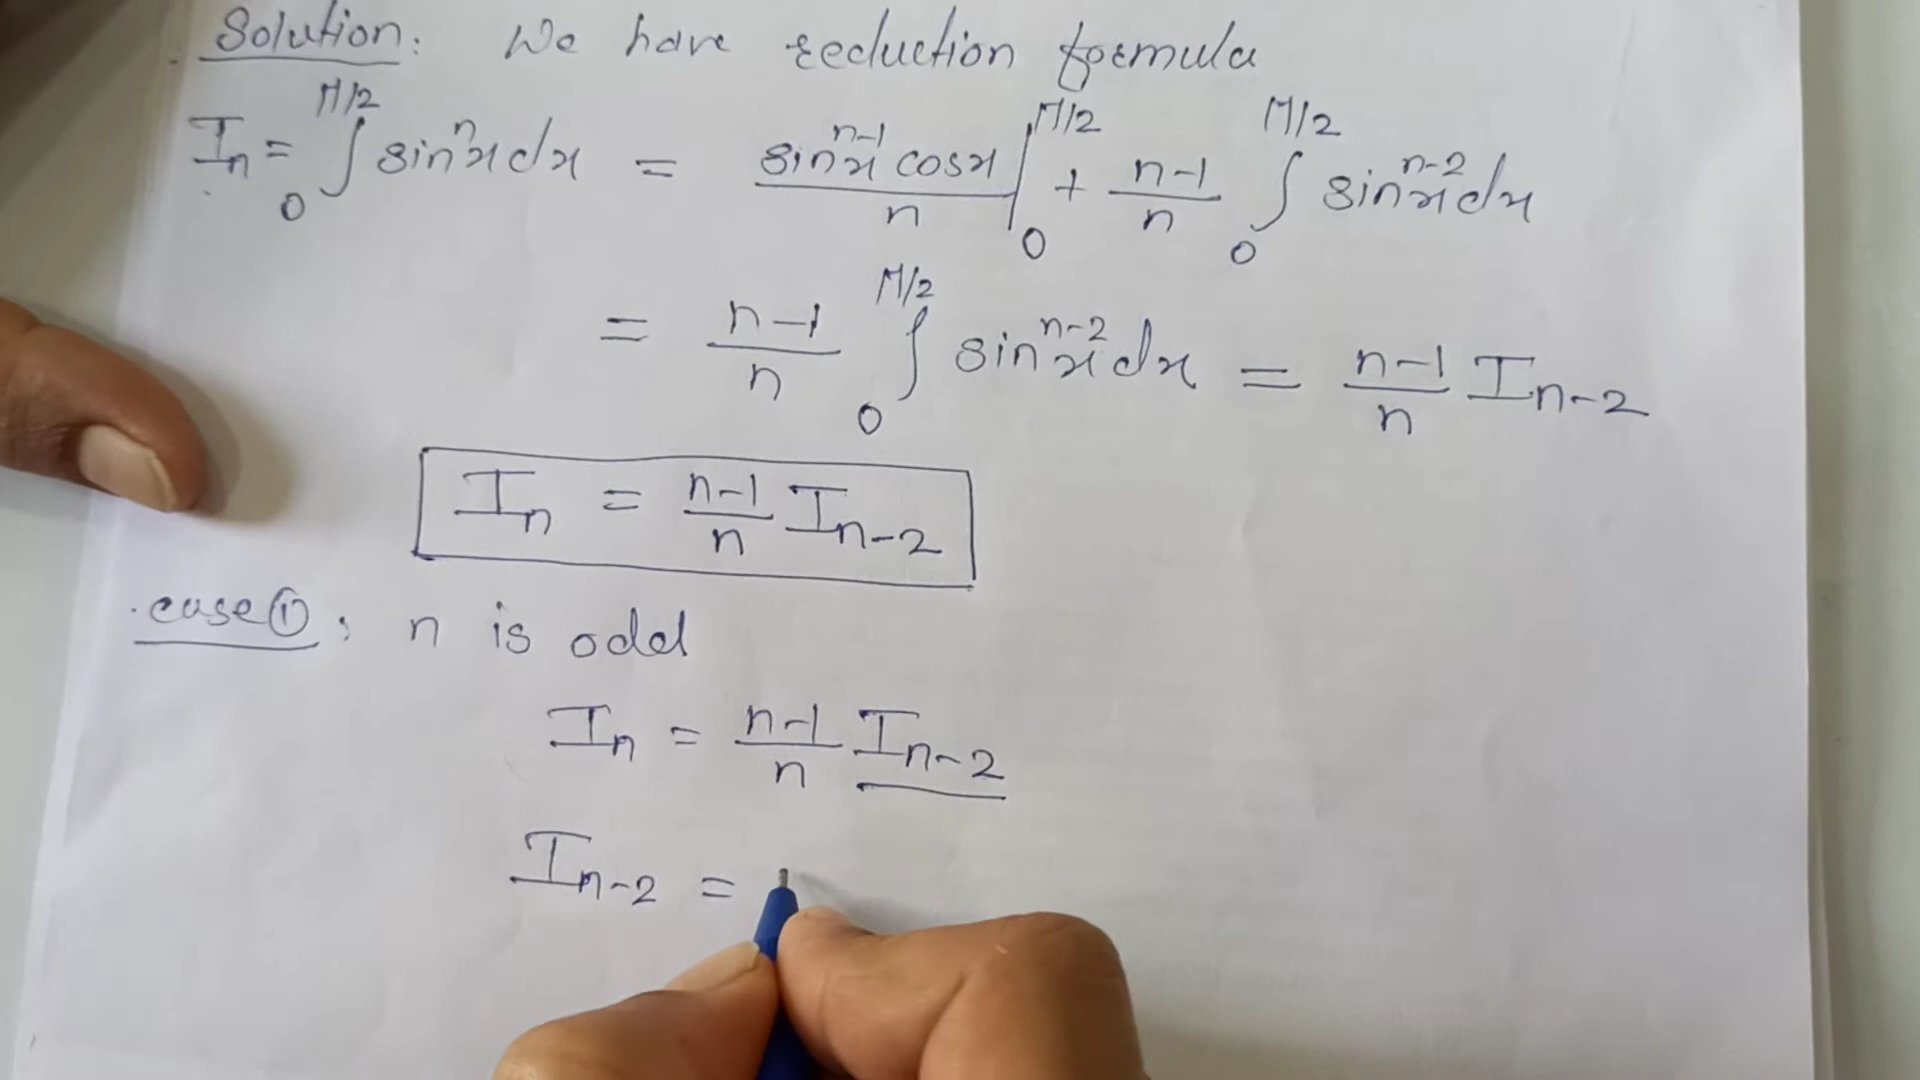 Solution: We have reduction formula
Iₙ = ∫₀^π/2 sinⁿx dx = sinⁿ⁻¹x cosx / n |₀^π/2 + n-1/n ∫₀^π/2 sinⁿ⁻²x dx
= n-1/n ∫₀^π/2 sinⁿ⁻²x dx = n-1/n Iₙ₋₂
Iₙ = n-1/n Iₙ₋₂
case ①: n is odd
Iₙ = n-1/n Iₙ₋₂
Iₙ₋₂ =